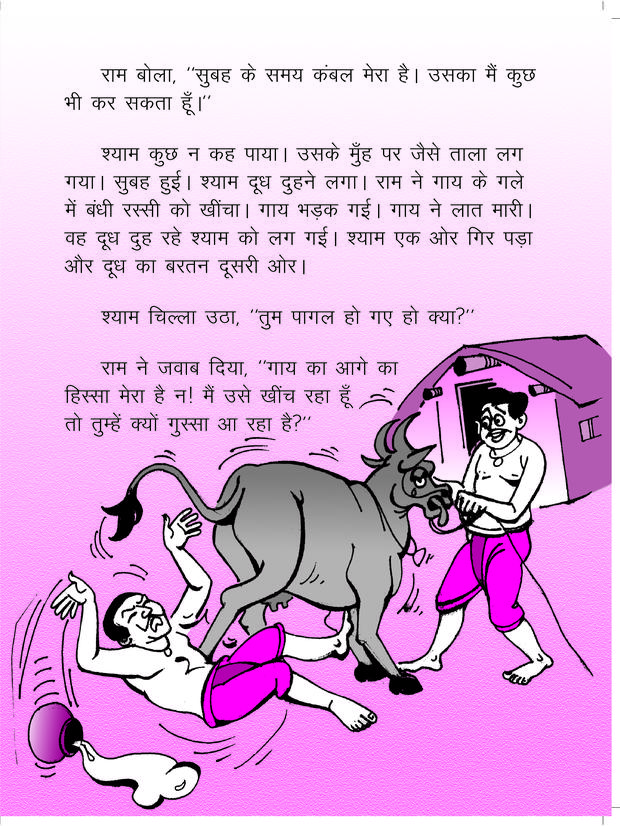 राम बोला, ‘‘सुबह के समय कंबल मेरा है। उसका मैं कुछ
भी कर सकता हूँ।’’
श्याम कुछ न कह पाया। उसके मुँह पर जैसे ताला लग
गया। सुबह हुई। श्याम दूध दुहने लगा। राम ने गाय के गले
में बंधी रस्सी को खींचा। गाय भड़क गई। गाय ने लात मारी।
वह दूध दुह रहे श्याम को लग गई। श्याम एक ओर गिर पड़ा
और दूध का बरतन दूसरी ओर।
श्याम चिल्ला उठा, ‘‘तुम पागल हो गए हो क्या?’’
राम ने जवाब दिया, ‘‘गाय का आगे का
हिस्सा मेरा है न! मैं उसे खींच रहा हूँ
तो तुम्हें क्यों गुस्सा आ रहा है?’’